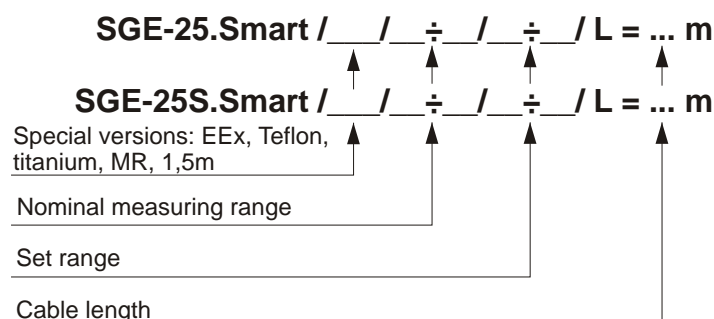 SGE-25.Smart /___/__÷__/__÷__/ L = ... m
SGE-25S.Smart /___/__÷__/__÷__/ L = ... m
Special versions: EEx, Teflon,
titanium, MR, 1,5m
Nominal measuring range
Set range
Cable length